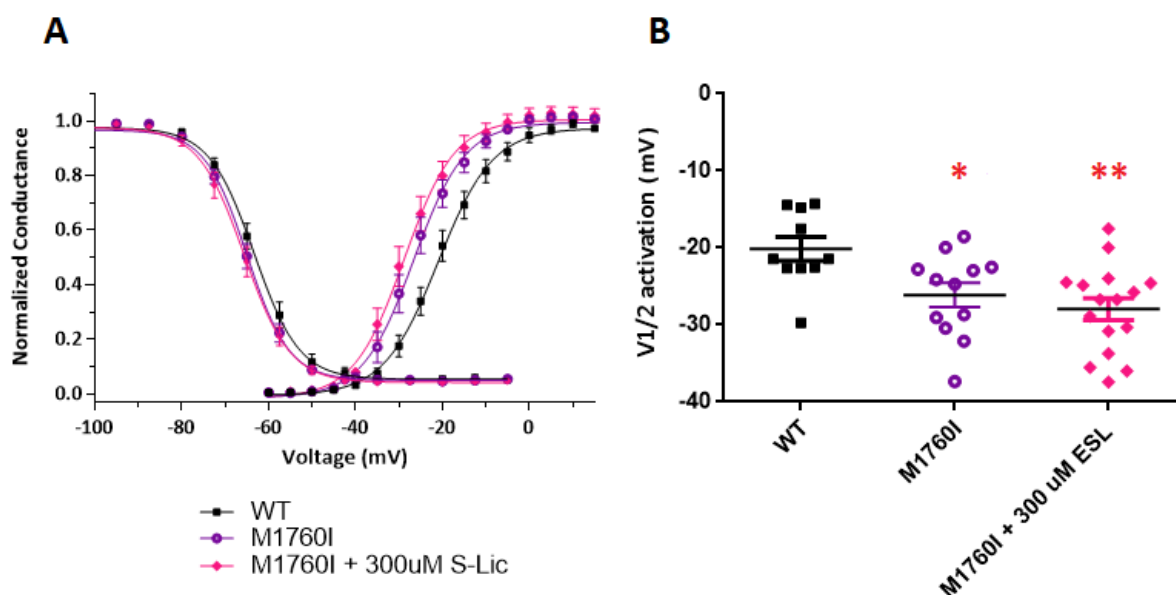 A
B
Normalized Conductance
1.0
0.8
0.6
0.4
0.2
0.0
-100
-80
-60
-40
-20
0
Voltage (mV)
WT
M1760I
M1760I + 300uM S-Lic
V1/2 activation (mV)
0
-10
-20
-30
-40
*
**
WT
M1760I
M1760I + 300 uM ESL